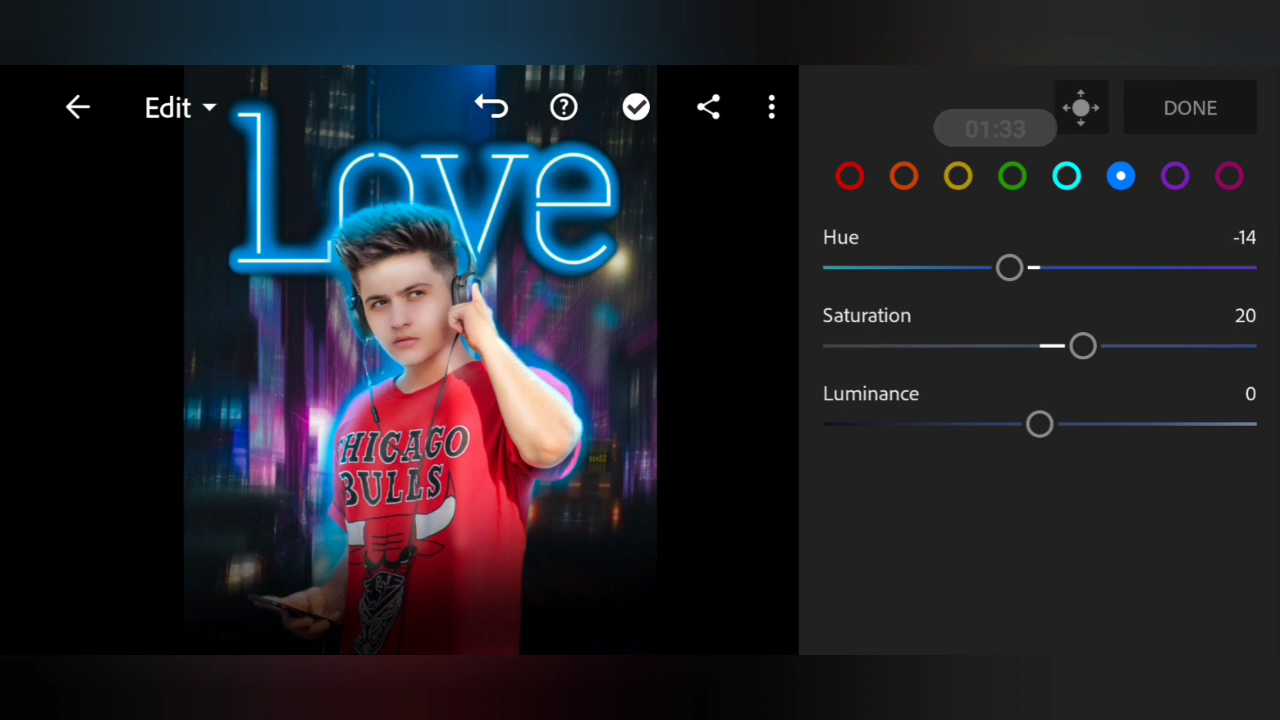 Edit
DONE
01:33
Love
Hue
-14
Saturation
20
Luminance
0
CHICAGO
BULLS